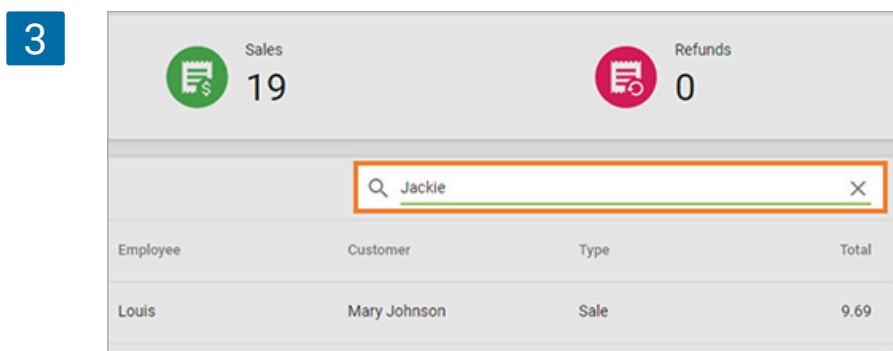 3
Sales
19
Refunds
0
Jackie
Employee Customer Type Total
Louis Mary Johnson Sale 9.69